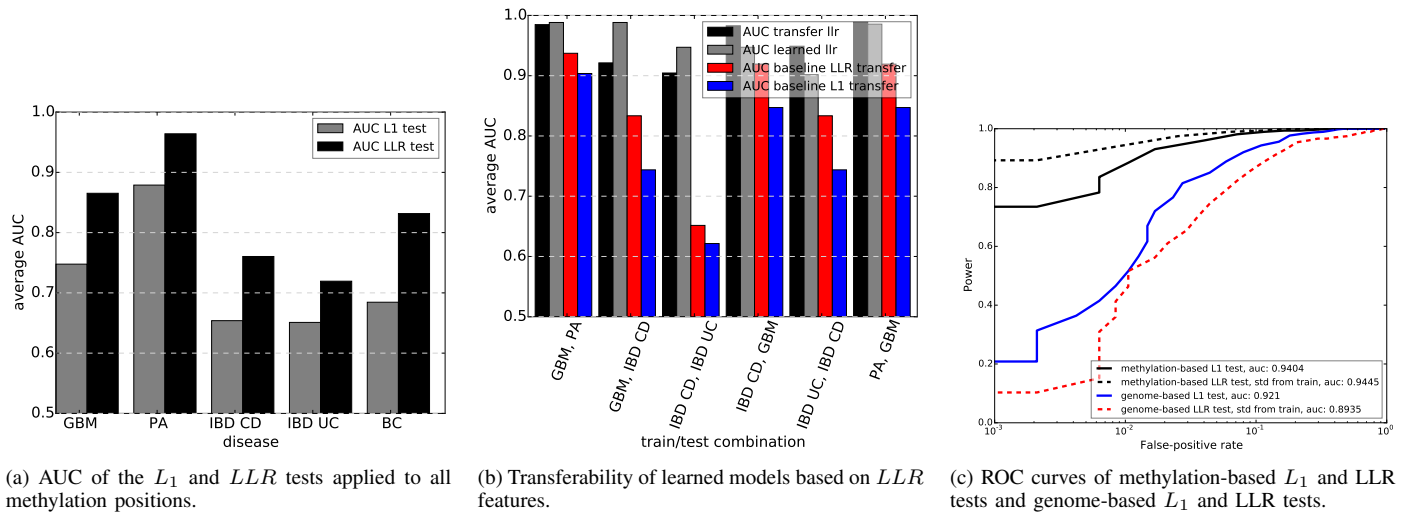 1.0
0.9
0.8
0.7
0.6
0.5
average AUC
AUC L1 test
AUC LLR test
GBM
PA
IBD CD
IBD UC
BC
disease
(a) AUC of the L1 and LLR tests applied to all
methylation positions.
1.0
0.9
0.8
0.7
0.6
0.5
average AUC
AUC transfer llr
AUC learned llr
AUC baseline LLR transfer
AUC baseline L1 transfer
GBM, PA
GBM, IBD CD
IBD CD, IBD UC
IBD CD, GBM
IBD UC, IBD CD
PA, GBM
train/test combination
(b) Transferability of learned models based on LLR
features.
1.0
0.8
0.6
0.4
0.2
0.0
Power
methylation-based L1 test, auc: 0.9404
methylation-based LLR test, std from train, auc: 0.9445
genome-based L1 test, auc: 0.921
genome-based LLR test, std from train, auc: 0.8935
10⁻³
10⁻²
10⁻¹
10⁰
False-positive rate
(c) ROC curves of methylation-based L1 and LLR
tests and genome-based L1 and LLR tests.